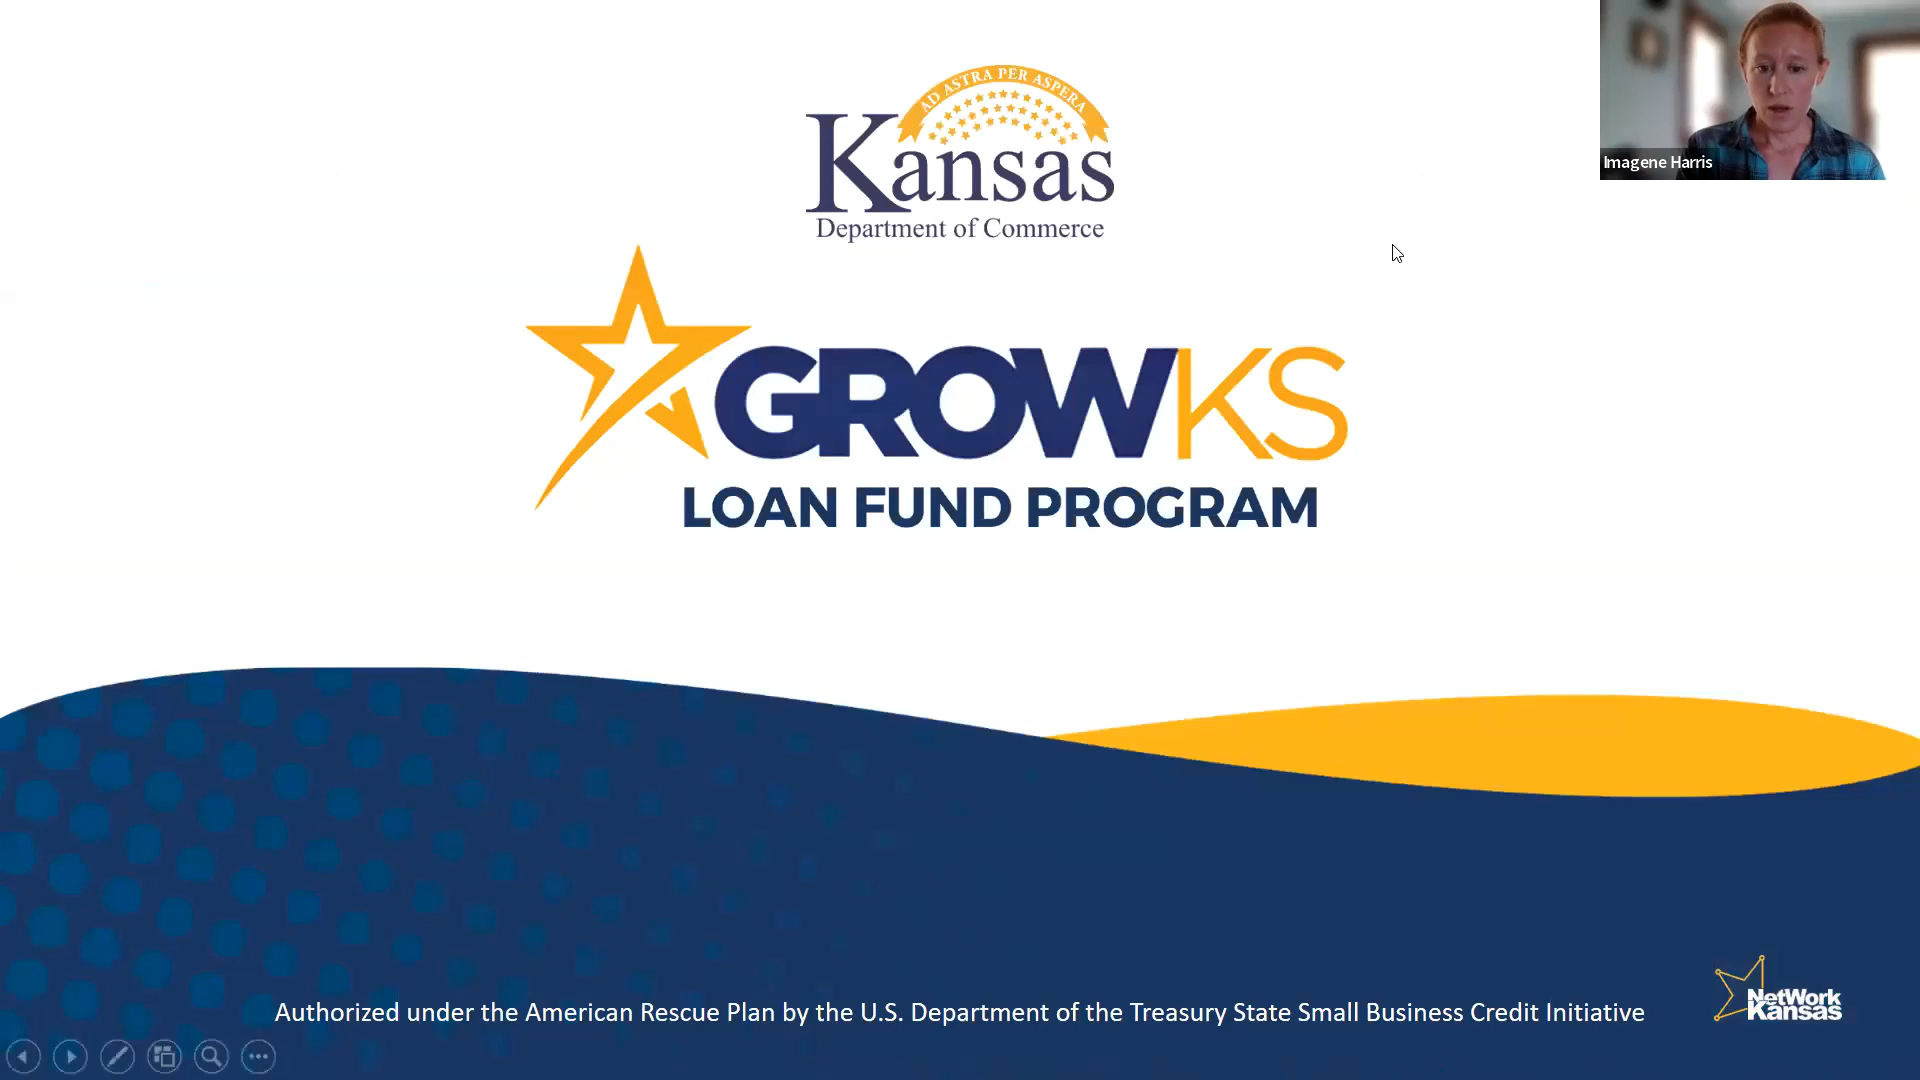 AD ASTRA PER ASPERA
Kansas
Department of Commerce
Imagene Harris
GROWKS
LOAN FUND PROGRAM
Authorized under the American Rescue Plan by the U.S. Department of the Treasury State Small Business Credit Initiative
NetWork
Kansas